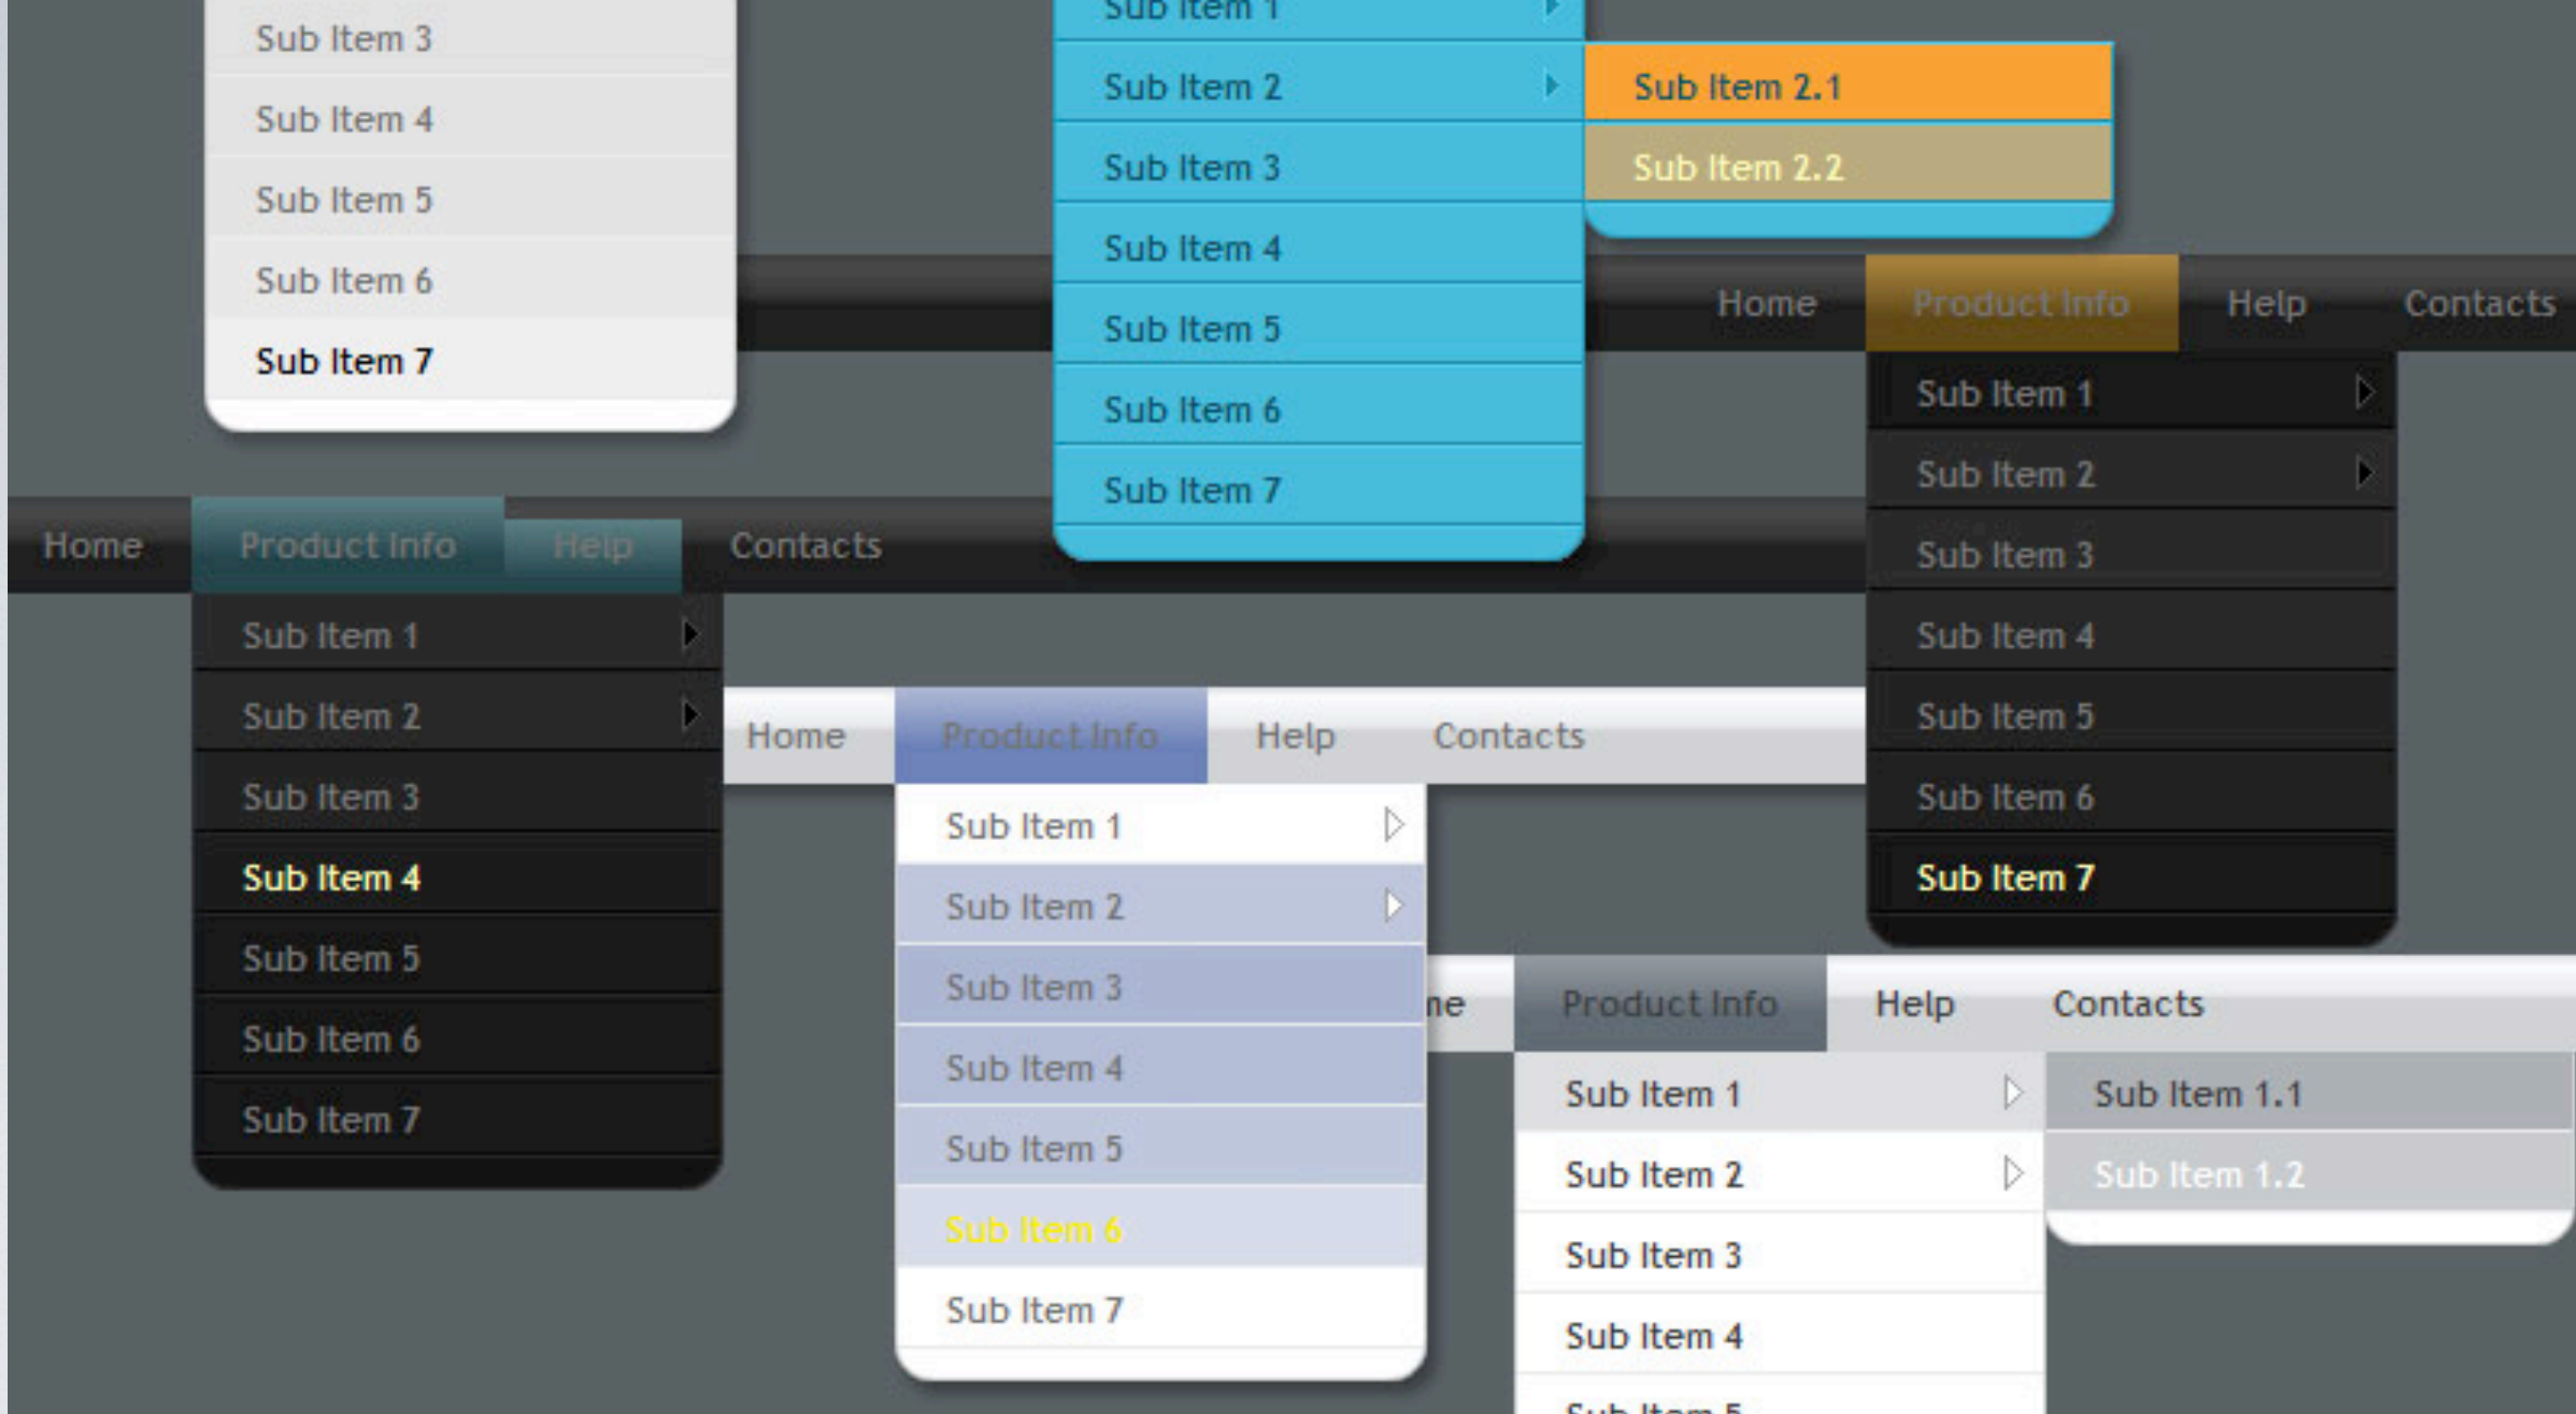 Sub Item 3
Sub Item 4
Sub Item 5
Sub Item 6
Sub Item 7
Sub Item 1
Sub Item 2
Sub Item 3
Sub Item 4
Sub Item 5
Sub Item 6
Sub Item 7
Sub Item 2.1
Sub Item 2.2
Home Product Info Help Contacts
Sub Item 1
Sub Item 2
Sub Item 3
Sub Item 4
Sub Item 5
Sub Item 6
Sub Item 7
Home Product Info Help Contacts
Sub Item 1
Sub Item 2
Sub Item 3
Sub Item 4
Sub Item 5
Sub Item 6
Sub Item 7
Home Product Info Help Contacts
Sub Item 1
Sub Item 2
Sub Item 3
Sub Item 4
Sub Item 5
Sub Item 6
Sub Item 7
me Product Info Help Contacts
Sub Item 1
Sub Item 2
Sub Item 3
Sub Item 4
Sub Item 5
Sub Item 1.1
Sub Item 1.2